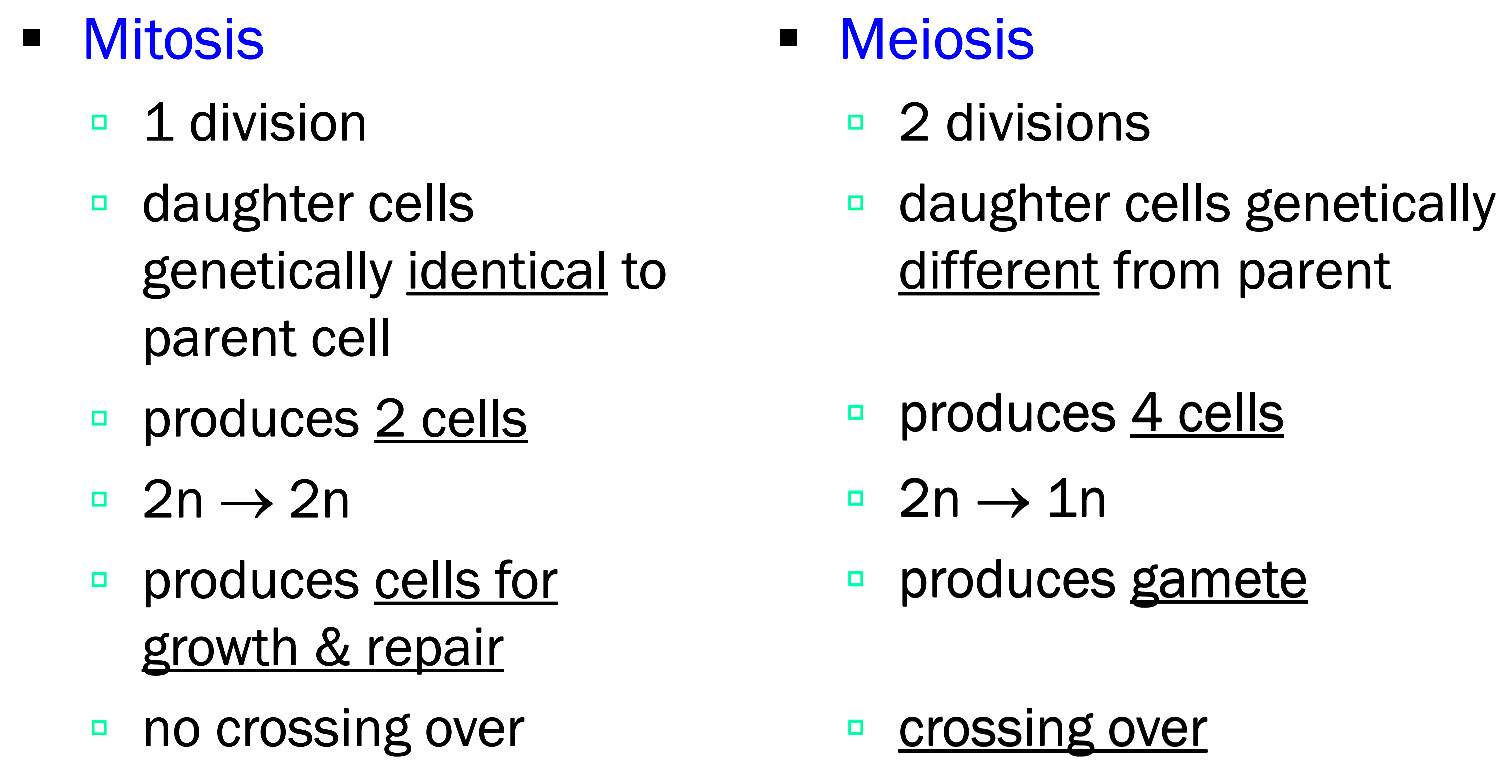 Mitosis
1 division
daughter cells
genetically identical to
parent cell
produces 2 cells
2n → 2n
produces cells for
growth & repair
no crossing over
Meiosis
2 divisions
daughter cells genetically
different from parent
produces 4 cells
2n → 1n
produces gamete
crossing over